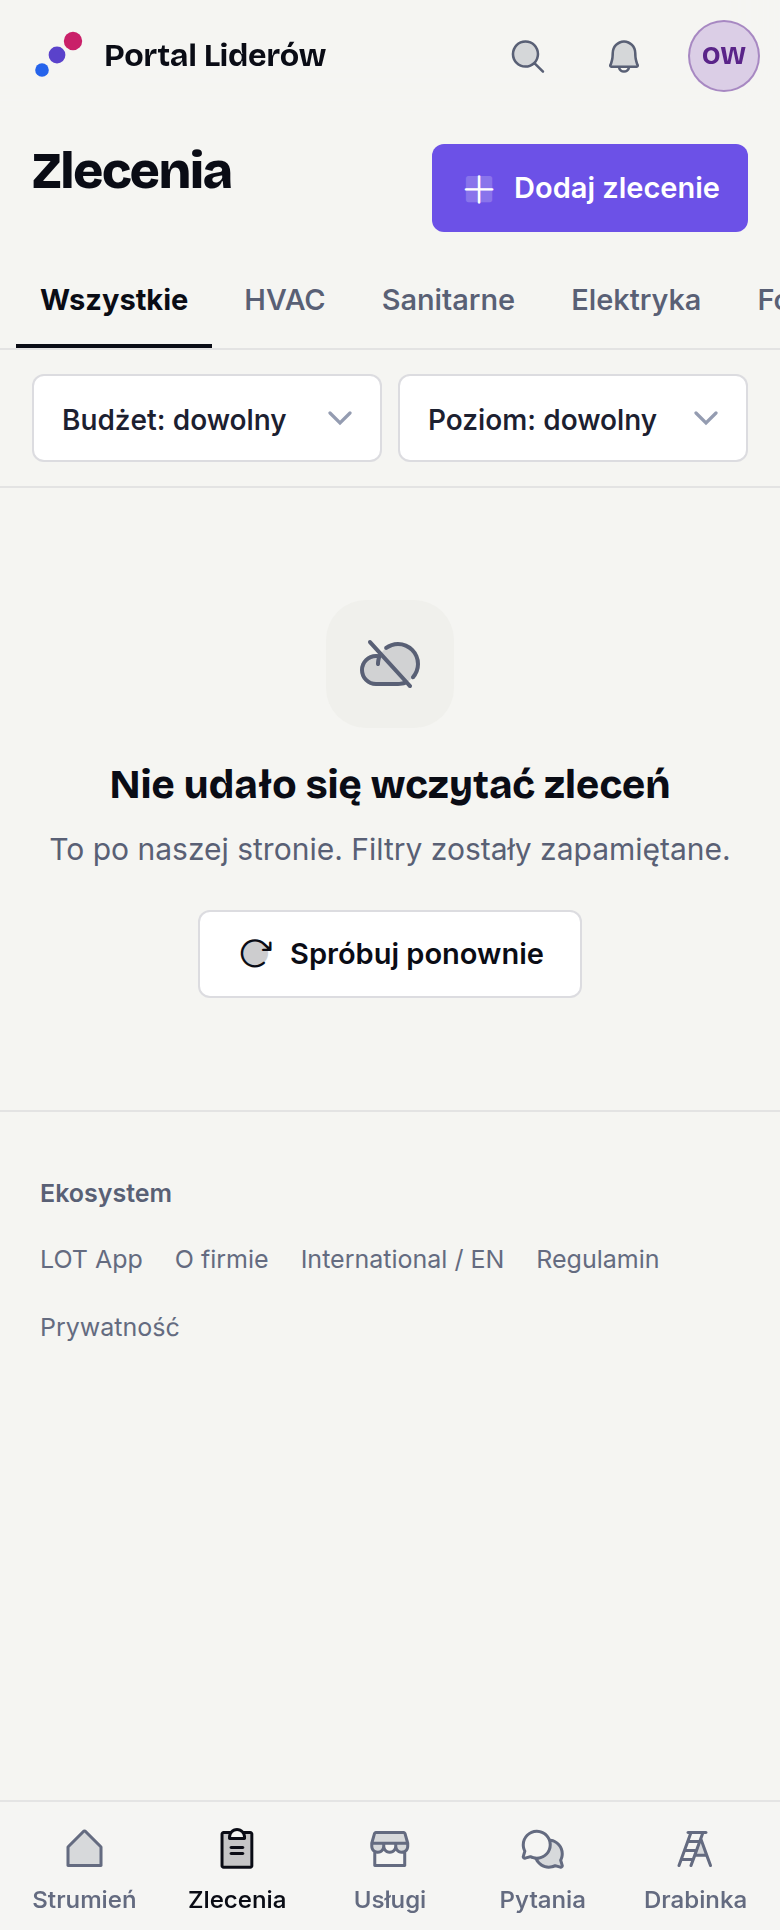 Portal Liderów
OW
Zlecenia
Dodaj zlecenie
Wszystkie
HVAC
Sanitarne
Elektryka
Budżet: dowolny
Poziom: dowolny
Nie udało się wczytać zleceń
To po naszej stronie. Filtry zostały zapamiętane.
Spróbuj ponownie
Ekosystem
LOT App
O firmie
International / EN
Regulamin
Prywatność
Strumień
Zlecenia
Usługi
Pytania
Drabinka